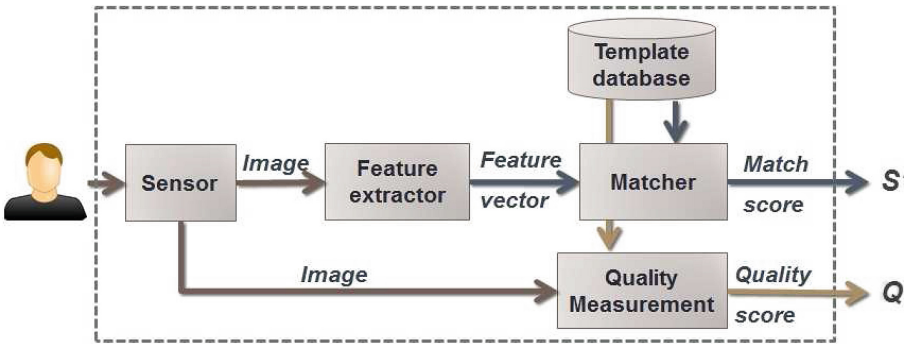 Template
database
Sensor
Image
Feature
extractor
Feature
vector
Matcher
Match
score
S
Image
Quality
Measurement
Quality
score
Q